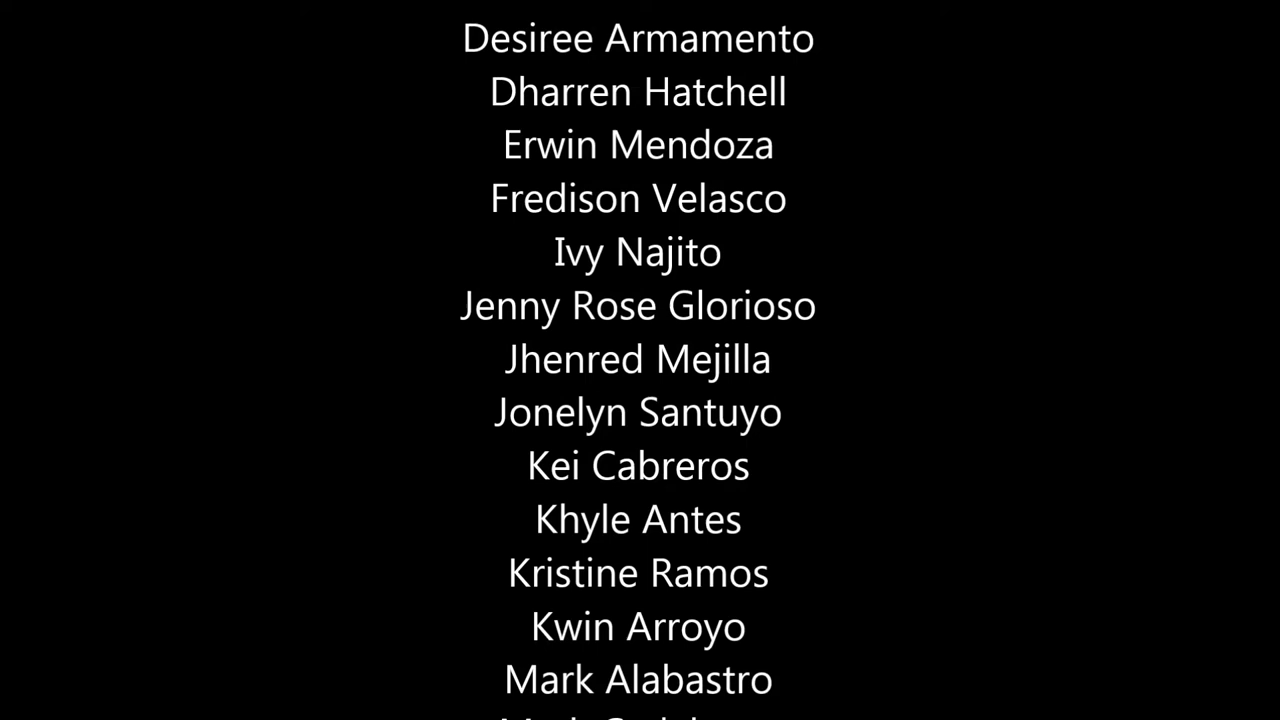 Desiree Armamento
Dharren Hatchell
Erwin Mendoza
Fredison Velasco
Ivy Najito
Jenny Rose Glorioso
Jhenred Mejilla
Jonelyn Santuyo
Kei Cabreros
Khyle Antes
Kristine Ramos
Kwin Arroyo
Mark Alabastro